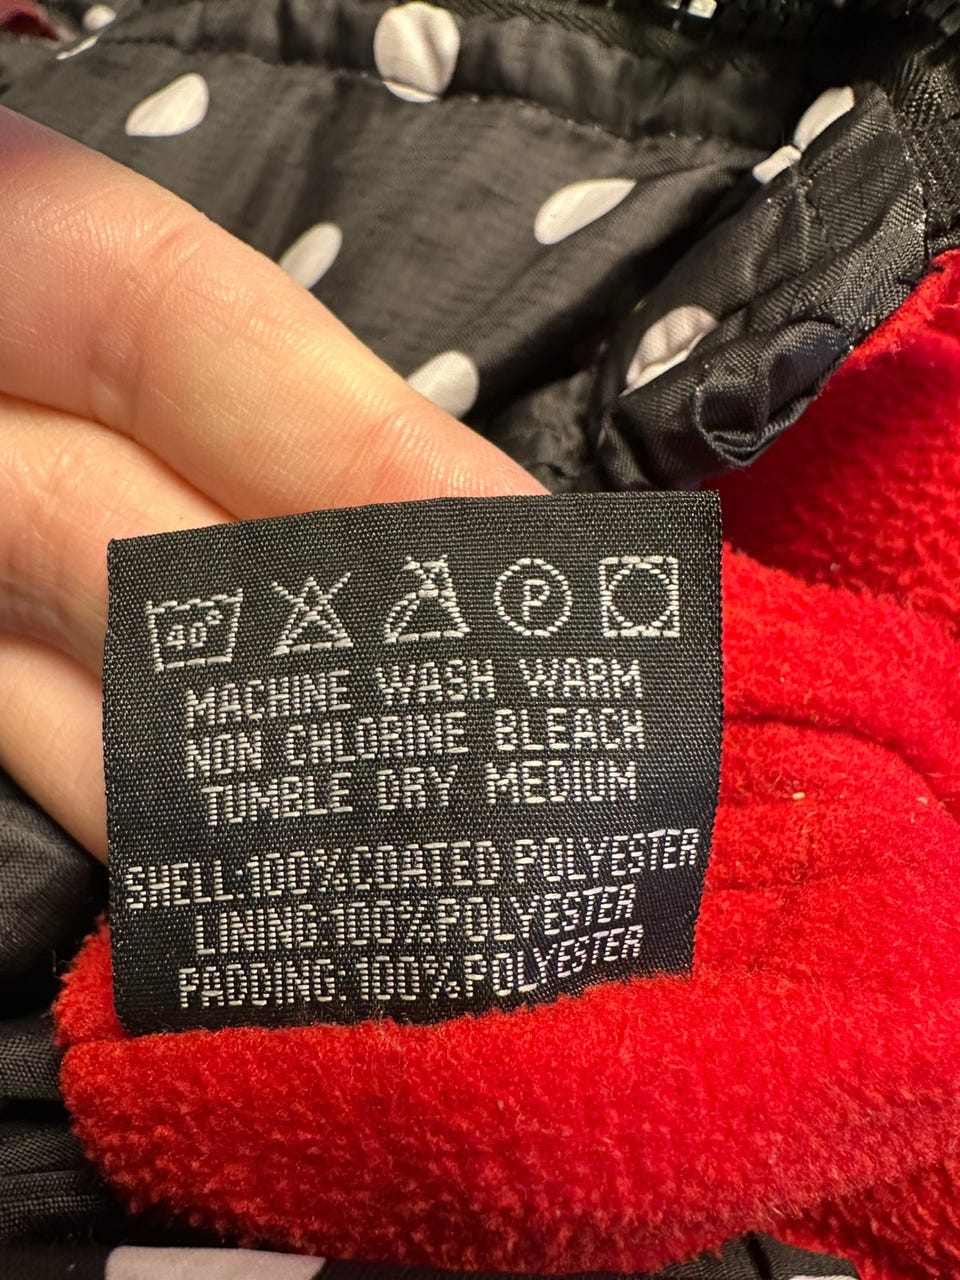 40°
P
MACHINE WASH WARM
NON CHLORINE BLEACH
TUMBLE DRY MEDIUM
SHELL:100%COATED POLYESTER
LINING:100%POLYESTER
PADDING:100%POLYESTER